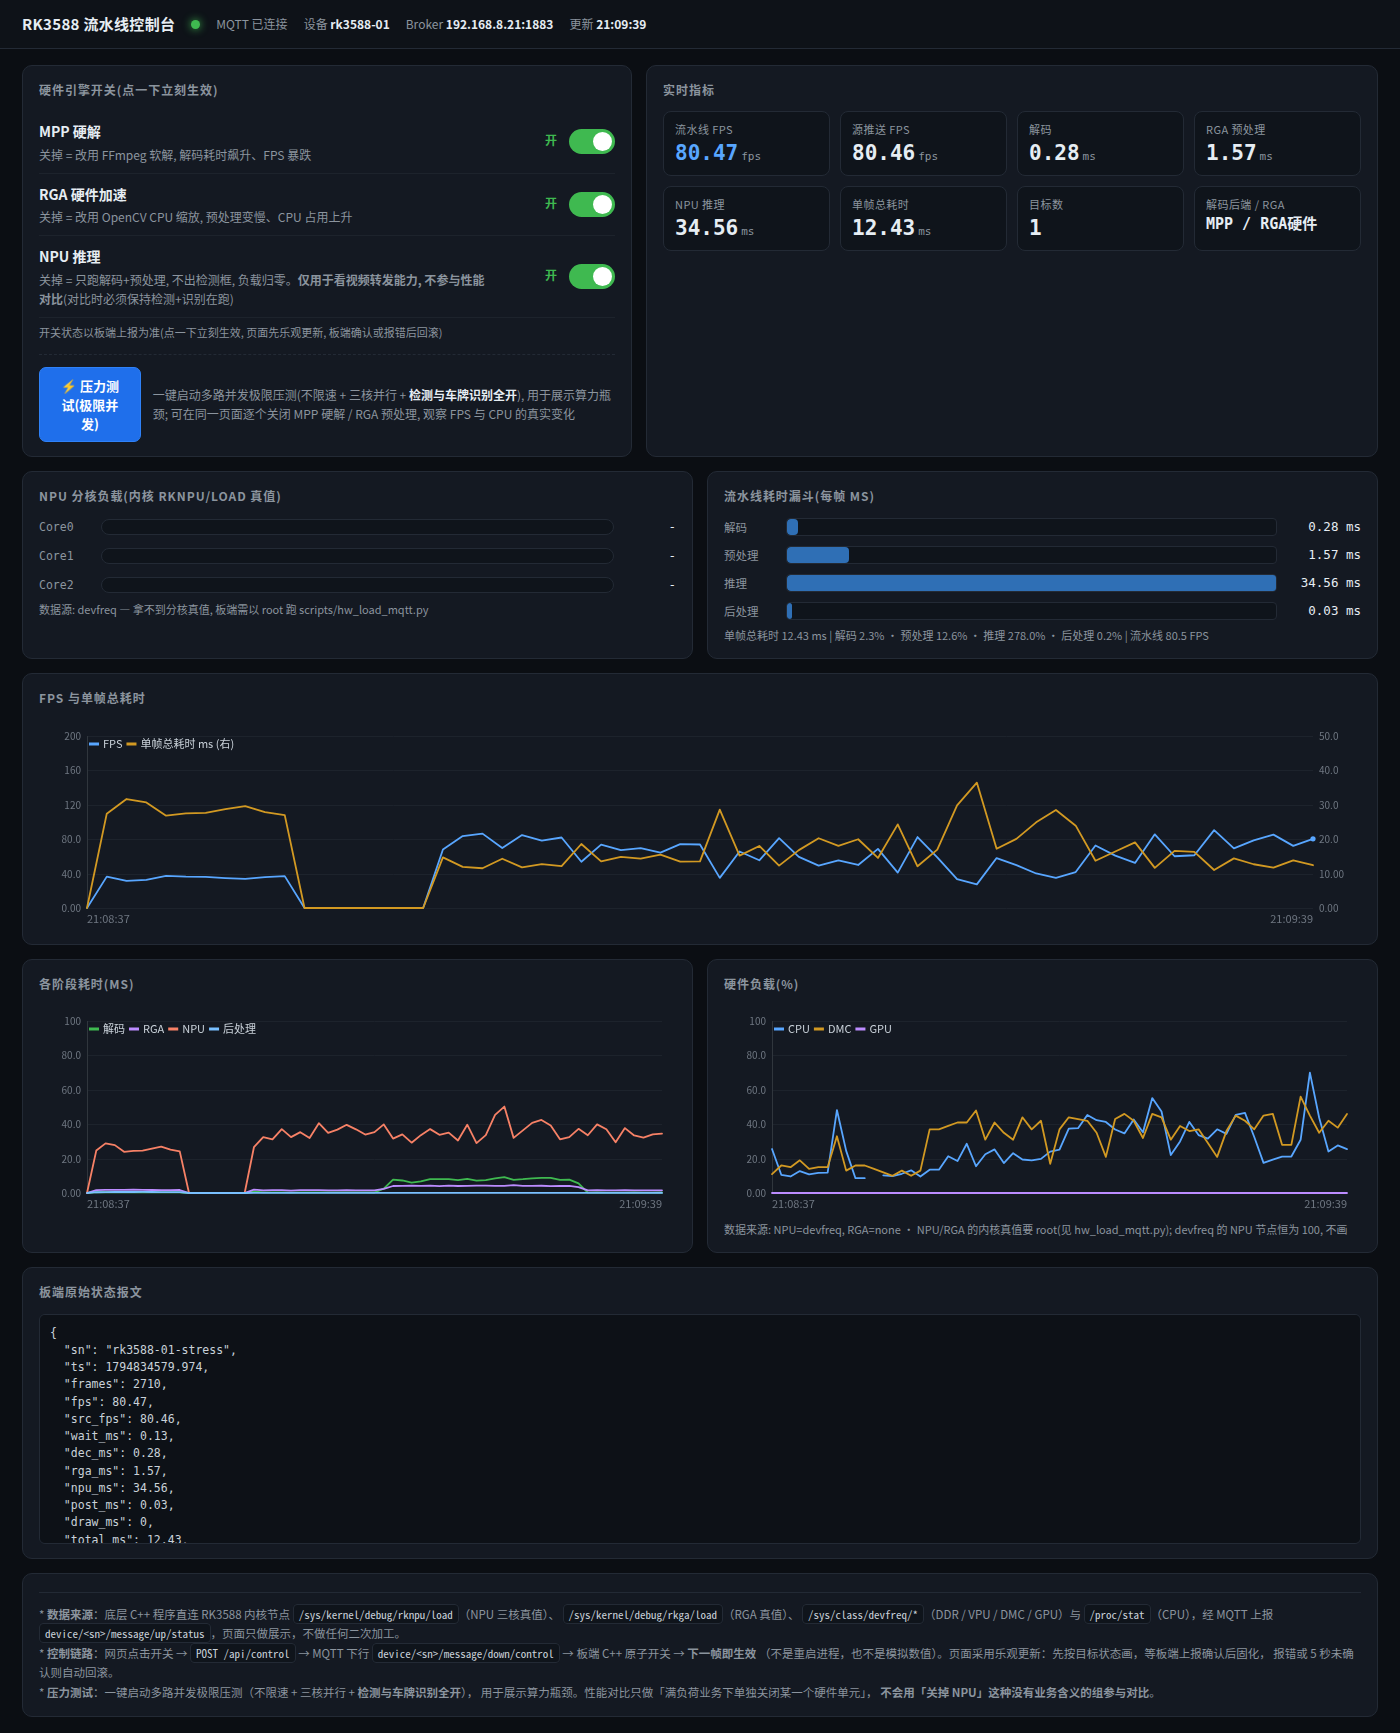 RK3588 流水线控制台 MQTT 已连接 设备 rk3588-01 Broker 192.168.8.21:1883 更新 21:09:39
硬件引擎开关(点一下立刻生效)
MPP 硬解
关掉 = 改用 FFmpeg 软解, 解码耗时飙升、FPS 暴跌
开
RGA 硬件加速
关掉 = 改用 OpenCV CPU 缩放, 预处理变慢、CPU 占用上升
开
NPU 推理
关掉 = 只跑解码+预处理, 不出检测框, 负载归零。仅用于看视频转发能力, 不参与性能
对比(对比时必须保持检测+识别在跑)
开
开关状态以板端上报为准(点一下立刻生效, 页面先乐观更新, 板端确认或报错后回滚)
⚡ 压力测
试(极限并
发)
一键启动多路并发极限压测(不限速 + 三核并行 + 检测与车牌识别全开), 用于展示算力瓶
颈; 可在同一页面逐个关闭 MPP 硬解 / RGA 预处理, 观察 FPS 与 CPU 的真实变化
实时指标
流水线 FPS
80.47 fps
源推送 FPS
80.46 fps
解码
0.28 ms
RGA 预处理
1.57 ms
NPU 推理
34.56 ms
单帧总耗时
12.43 ms
目标数
1
解码后端 / RGA
MPP / RGA硬件
NPU 分核负载(内核 RKNPU/LOAD 真值)
Core0 -
Core1 -
Core2 -
数据源: devfreq — 拿不到分核真值, 板端需以 root 跑 scripts/hw_load_mqtt.py
流水线耗时漏斗(每帧 MS)
解码 0.28 ms
预处理 1.57 ms
推理 34.56 ms
后处理 0.03 ms
单帧总耗时 12.43 ms | 解码 2.3% · 预处理 12.6% · 推理 278.0% · 后处理 0.2% | 流水线 80.5 FPS
FPS 与单帧总耗时
FPS 单帧总耗时 ms (右)
200 50.0
160 40.0
120 30.0
80.0 20.0
40.0 10.00
0.00 0.00
21:08:37 21:09:39
各阶段耗时(MS)
解码 RGA NPU 后处理
100
80.0
60.0
40.0
20.0
0.00
21:08:37 21:09:39
硬件负载(%)
CPU DMC GPU
100
80.0
60.0
40.0
20.0
0.00
21:08:37 21:09:39
数据来源: NPU=devfreq, RGA=none · NPU/RGA 的内核真值要 root(见 hw_load_mqtt.py); devfreq 的 NPU 节点恒为 100, 不画
板端原始状态报文
{
"sn": "rk3588-01-stress",
"ts": 1794834579.974,
"frames": 2710,
"fps": 80.47,
"src_fps": 80.46,
"wait_ms": 0.13,
"dec_ms": 0.28,
"rga_ms": 1.57,
"npu_ms": 34.56,
"post_ms": 0.03,
"draw_ms": 0,
"total_ms": 12.43,
* 数据来源：底层 C++ 程序直连 RK3588 内核节点 /sys/kernel/debug/rknpu/load （NPU 三核真值）、 /sys/kernel/debug/rkga/load （RGA 真值）、 /sys/class/devfreq/* （DDR / VPU / DMC / GPU）与 /proc/stat （CPU），经 MQTT 上报
device/<sn>/message/up/status ，页面只做展示，不做任何二次加工。
* 控制链路：网页点击开关 → POST /api/control → MQTT 下行 device/<sn>/message/down/control → 板端 C++ 原子开关 → 下一帧即生效 （不是重启进程，也不是模拟数值）。页面采用乐观更新：先按目标状态画，等板端上报确认后固化， 报错或 5 秒未确
认则自动回滚。
* 压力测试：一键启动多路并发极限压测（不限速 + 三核并行 + 检测与车牌识别全开）， 用于展示算力瓶颈。性能对比只做「满负荷业务下单独关闭某一个硬件单元」， 不会用「关掉 NPU」这种没有业务含义的组参与对比。